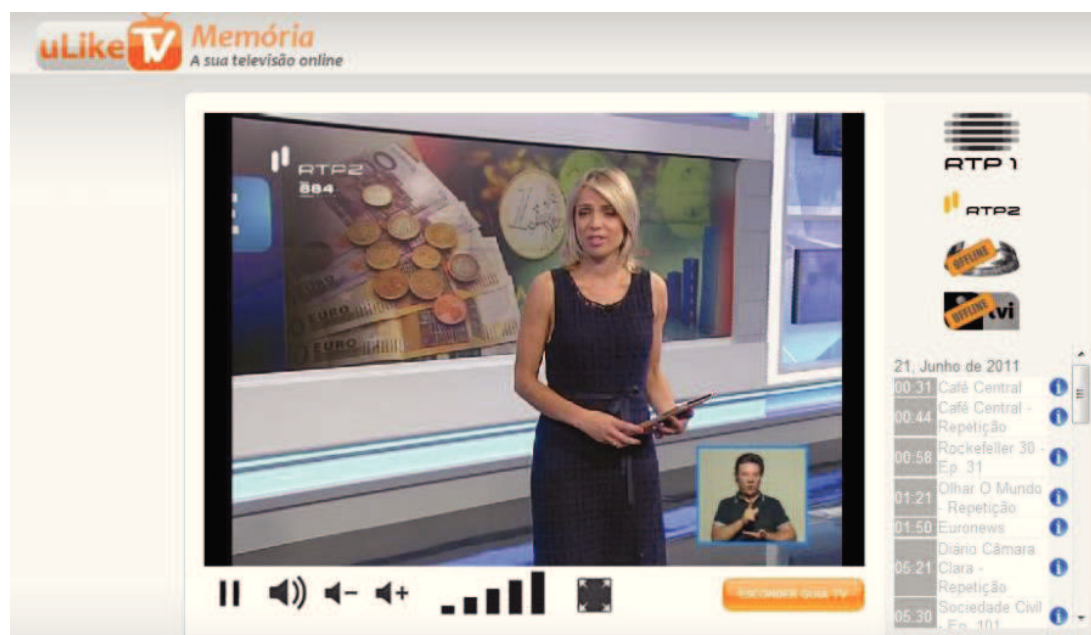 uLike TV Memória
A sua televisão online
RTP2
884
EURO
EURO
RTP 1
RTP2
OFFLINE
OFFLINE tvi
21, Junho de 2011
00:31 Café Central
00:44 Café Central -
Repetição
00:58 Rockefeller 30 -
Ep. 31
01:21 Olhar O Mundo
- Repetição
01:50 Euronews
05:21 Diário Câmara
Clara -
Repetição
05:30 Sociedade Civil
- Ep. 101
ESCONDER GUIA TV